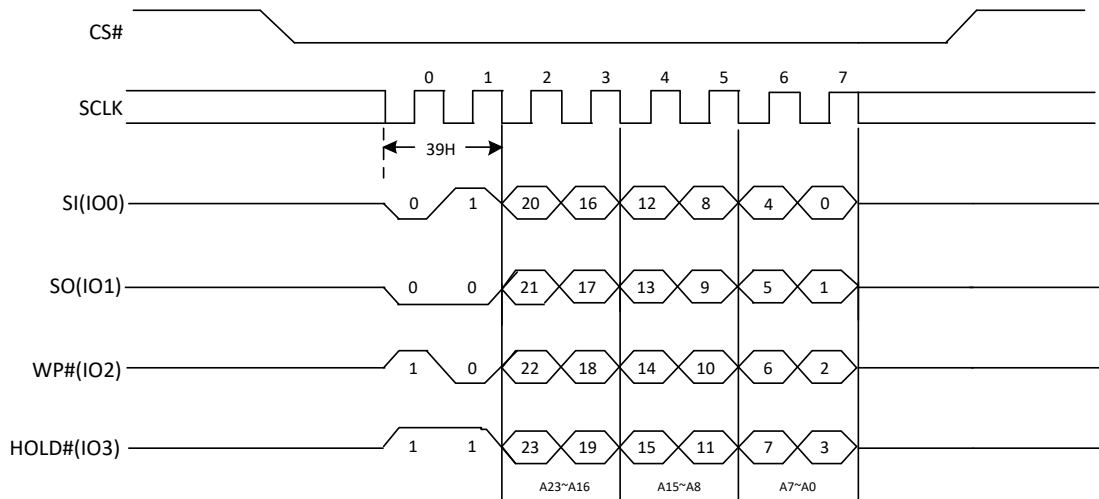 CS#
0 1 2 3 4 5 6 7
SCLK
39H
SI(IO0) 0 1 20 16 12 8 4 0
SO(IO1) 0 0 21 17 13 9 5 1
WP#(IO2) 1 0 22 18 14 10 6 2
HOLD#(IO3) 1 1 23 19 15 11 7 3
A23~A16 A15~A8 A7~A0